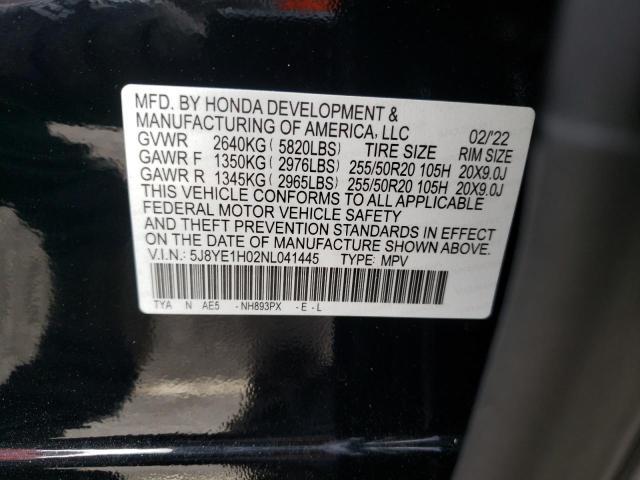 MFD. BY HONDA DEVELOPMENT &
MANUFACTURING OF AMERICA, LLC 02/'22
GVWR 2640KG ( 5820LBS) TIRE SIZE RIM SIZE
GAWR F 1350KG ( 2976LBS) 255/50R20 105H 20X9.0J
GAWR R 1345KG ( 2965LBS) 255/50R20 105H 20X9.0J
THIS VEHICLE CONFORMS TO ALL APPLICABLE
FEDERAL MOTOR VEHICLE SAFETY
AND THEFT PREVENTION STANDARDS IN EFFECT
ON THE DATE OF MANUFACTURE SHOWN ABOVE.
V.I.N.: 5J8YE1H02NL041445 TYPE: MPV
TYA N AE5 - NH893PX - E - L